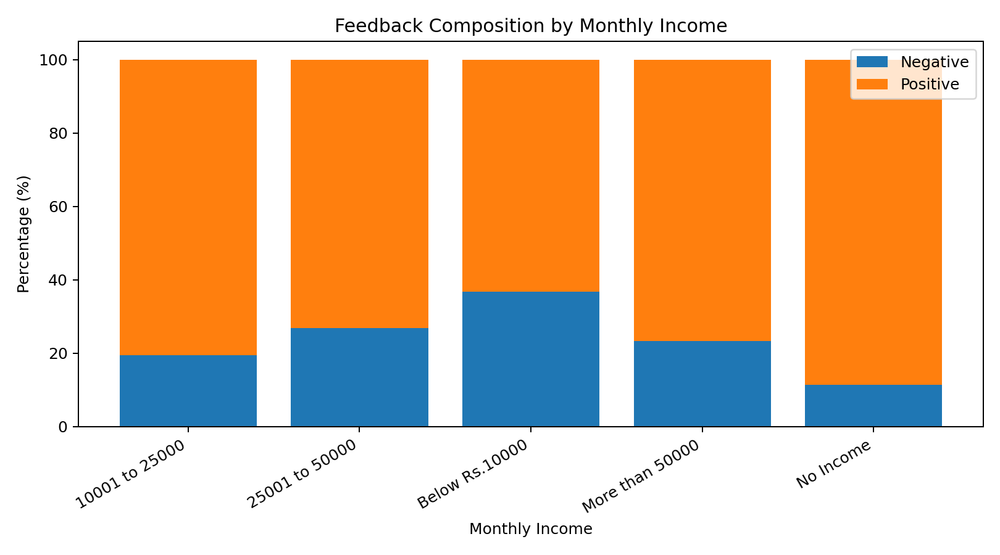 Feedback Composition by Monthly Income
Negative
Positive
100
80
60
40
20
0
Percentage (%)
10001 to 25000
25001 to 50000
Below Rs.10000
More than 50000
No Income
Monthly Income